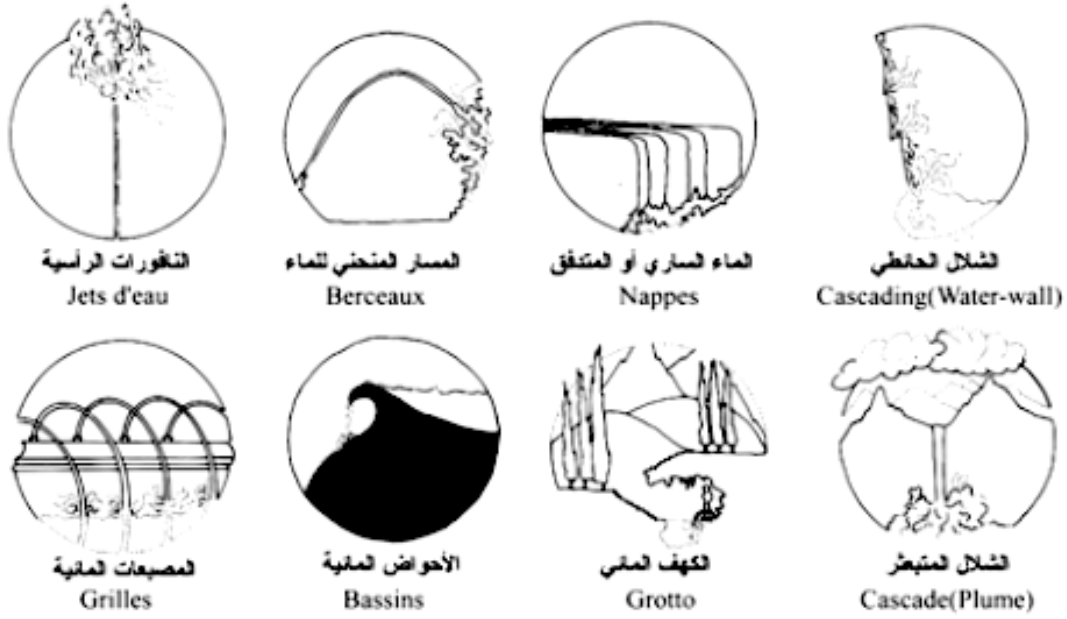 النافورات الرأسية
Jets d'eau
المسار المنحني للماء
Berceaux
الماء الساري أو المتدفق
Nappes
الشلال الحائطي
Cascading(Water-wall)
المصبعات المائية
Grilles
الأحواض المائية
Bassins
الكهف المائي
Grotto
الشلال المتبعثر
Cascade(Plume)